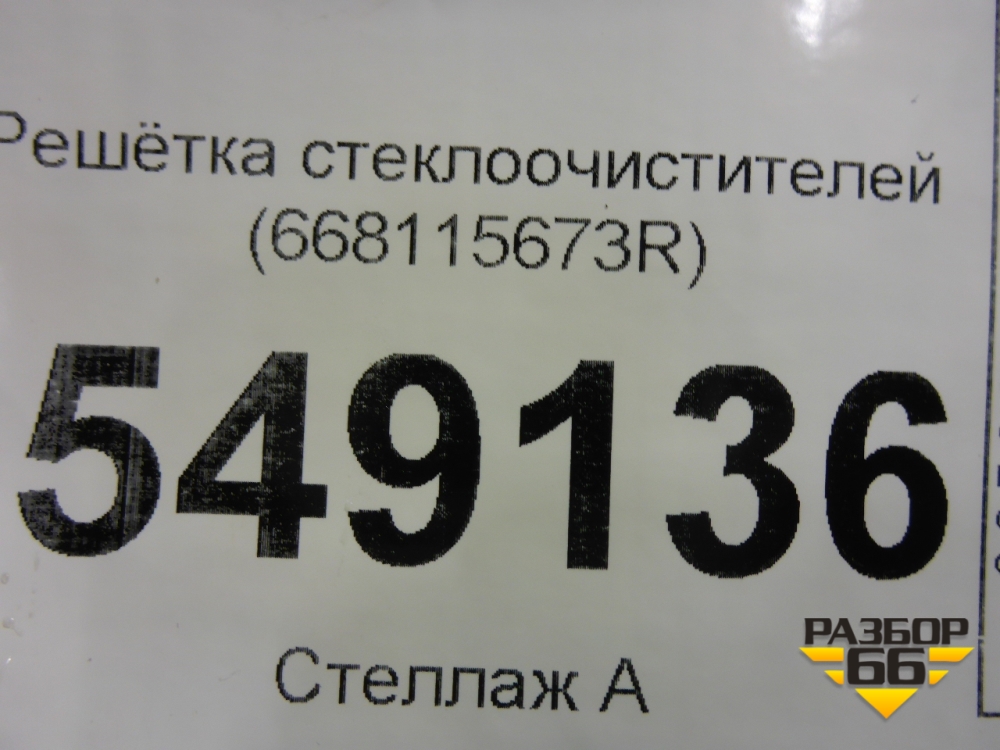 Решётка стеклоочистителей
(668115673R)
549136
Стеллаж А
РАЗБОР
66